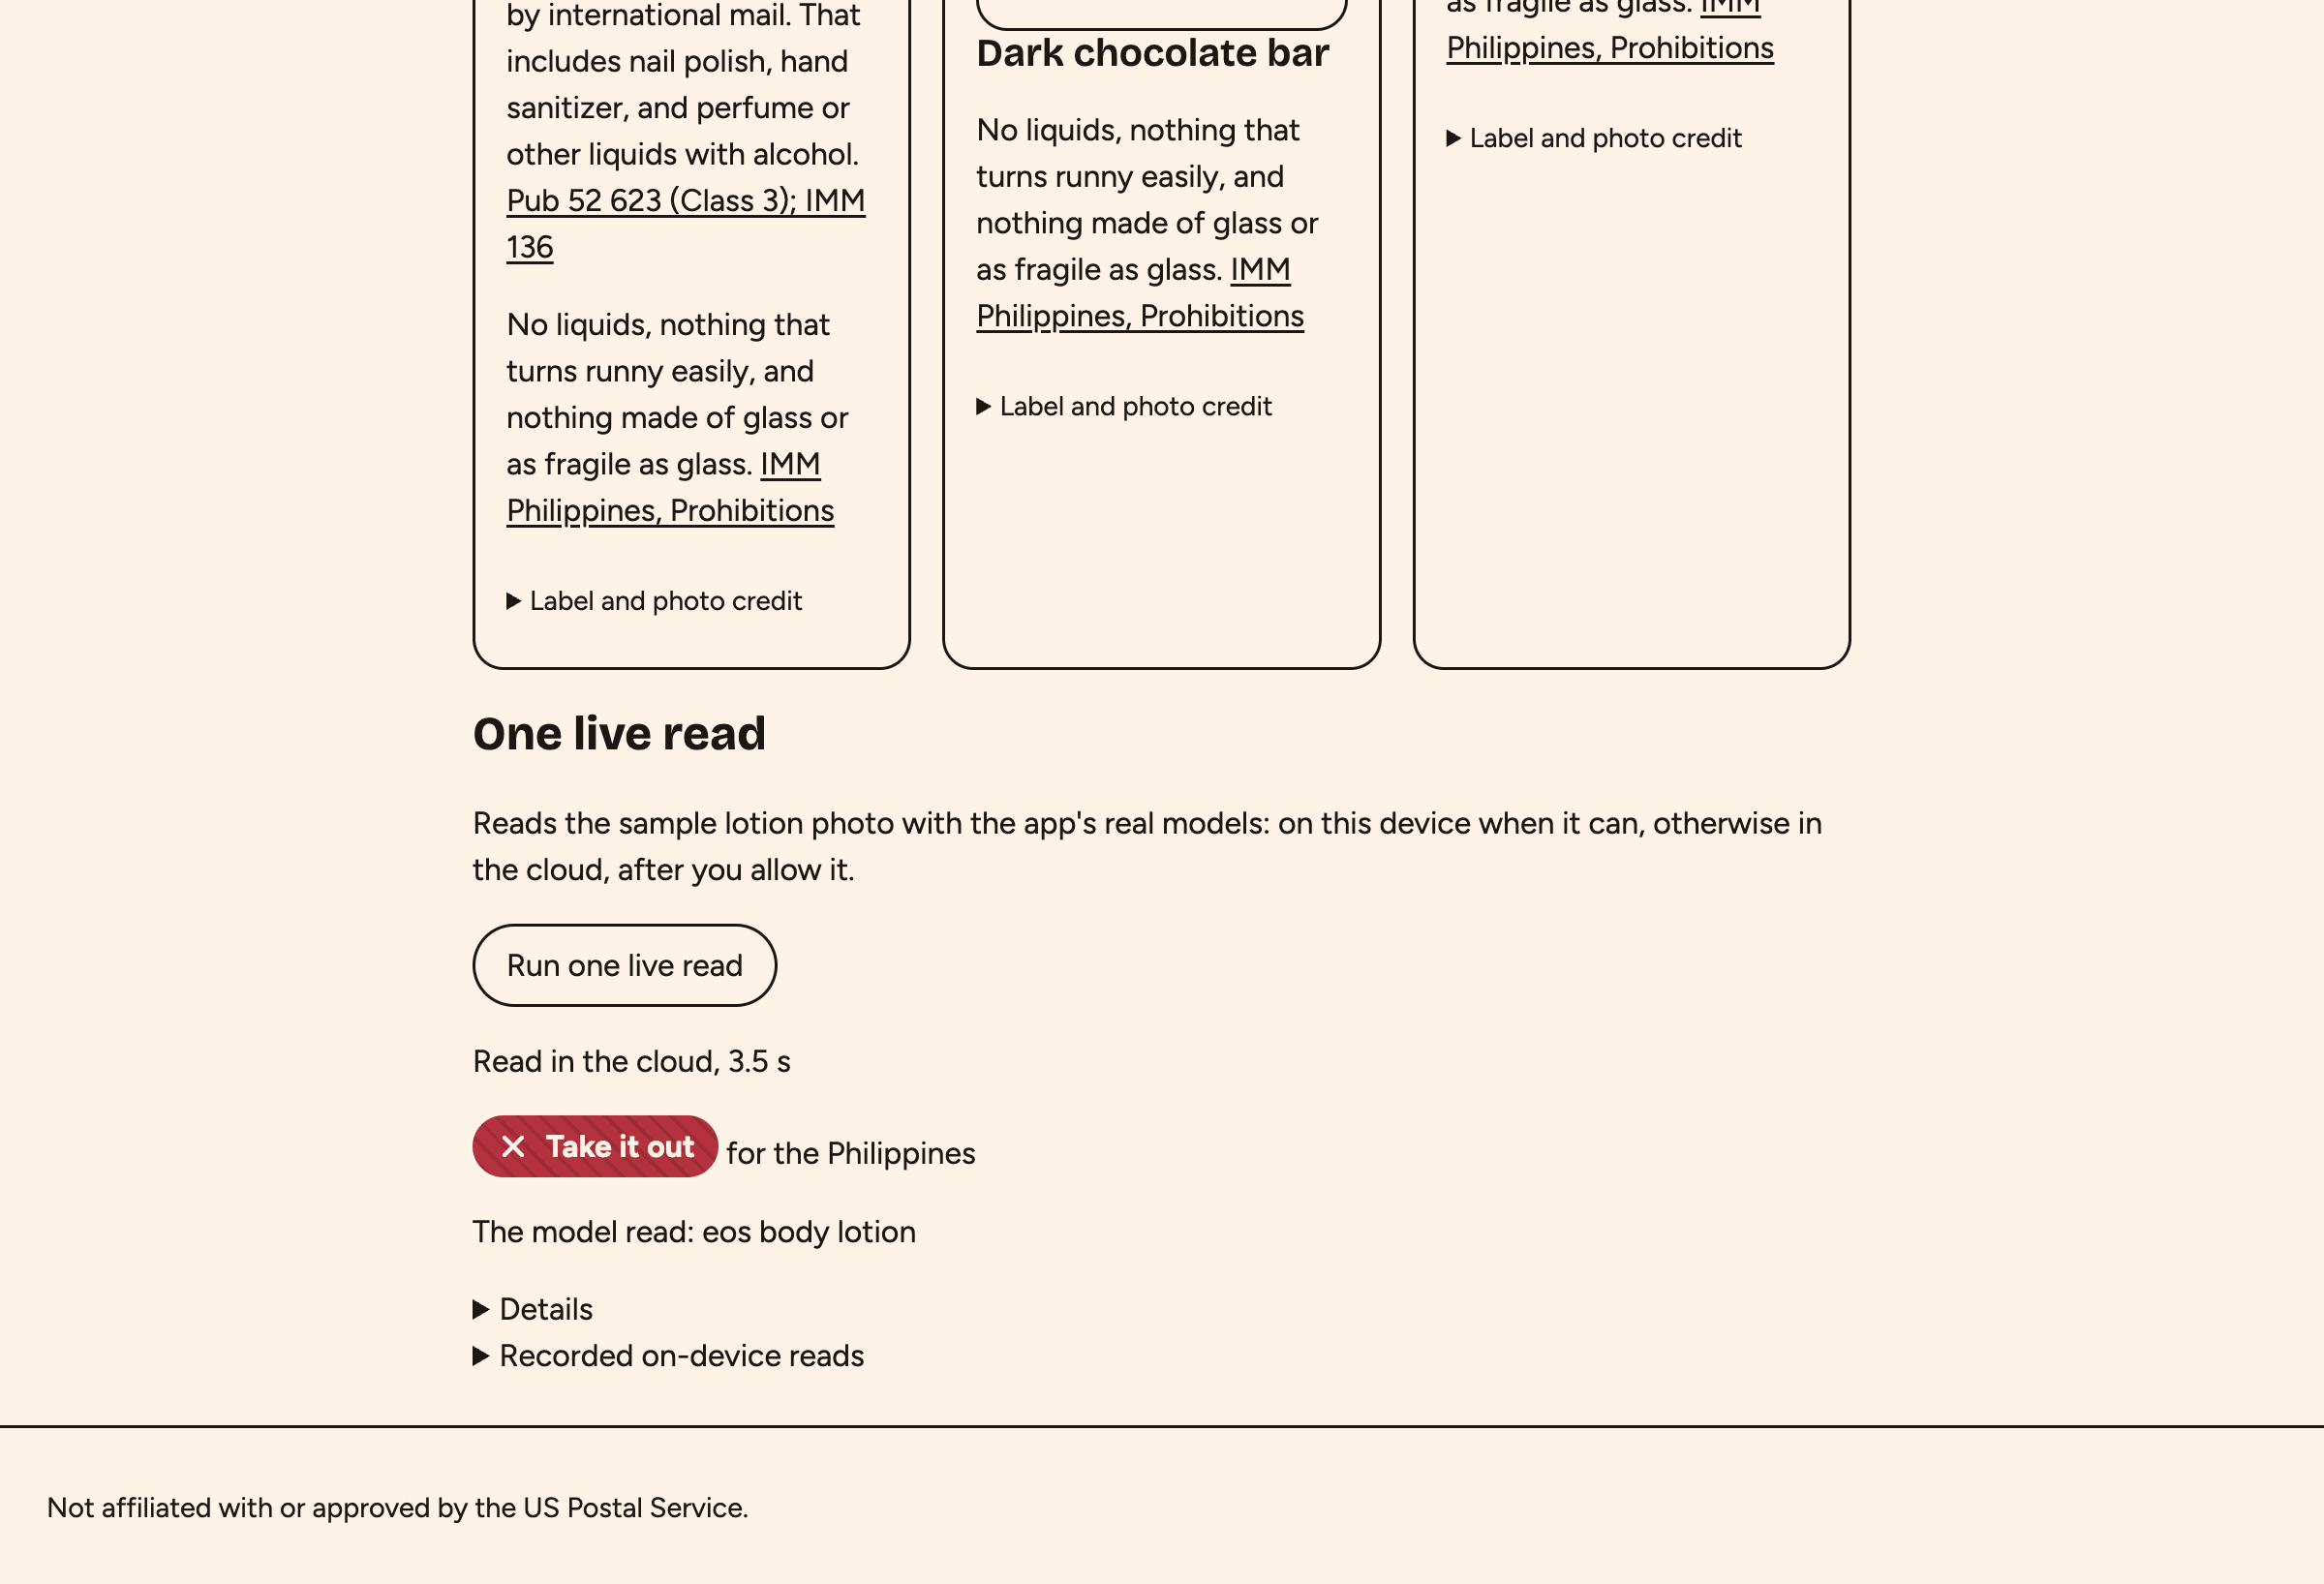 by international mail. That
includes nail polish, hand
sanitizer, and perfume or
other liquids with alcohol.
Pub 52 623 (Class 3); IMM
136
No liquids, nothing that
turns runny easily, and
nothing made of glass or
as fragile as glass. IMM
Philippines, Prohibitions
Label and photo credit
Dark chocolate bar
No liquids, nothing that
turns runny easily, and
nothing made of glass or
as fragile as glass. IMM
Philippines, Prohibitions
Label and photo credit
as fragile as glass. IMM
Philippines, Prohibitions
Label and photo credit
One live read
Reads the sample lotion photo with the app's real models: on this device when it can, otherwise in
the cloud, after you allow it.
Run one live read
Read in the cloud, 3.5 s
Take it out for the Philippines
The model read: eos body lotion
Details
Recorded on-device reads
Not affiliated with or approved by the US Postal Service.